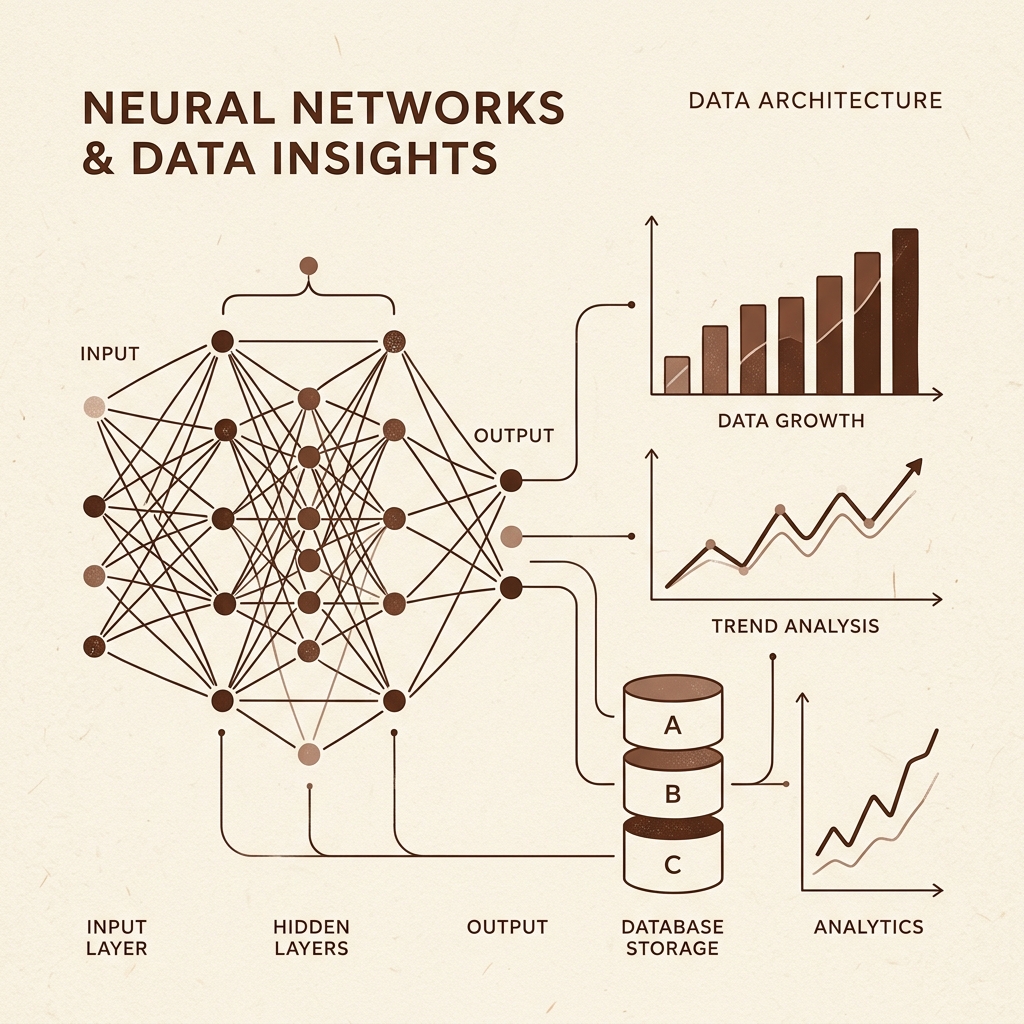 NEURAL NETWORKS
& DATA INSIGHTS
DATA ARCHITECTURE
INPUT
OUTPUT
DATA GROWTH
TREND ANALYSIS
A
B
C
INPUT
LAYER
HIDDEN
LAYERS
OUTPUT
DATABASE
STORAGE
ANALYTICS